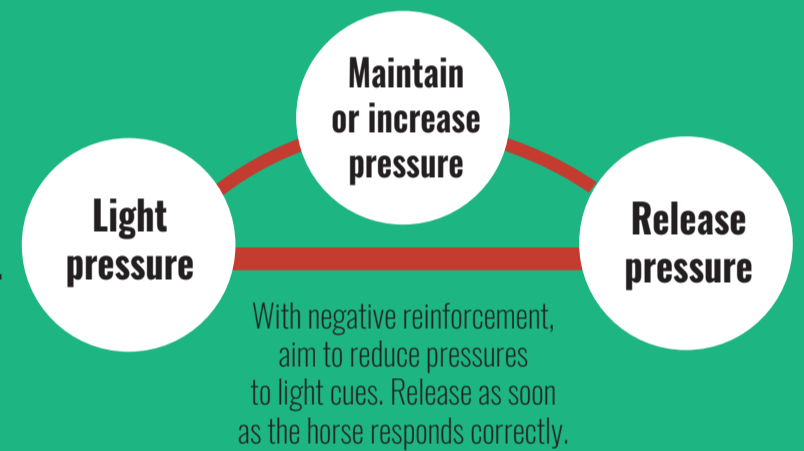 Maintain
or increase
pressure
Light
pressure
Release
pressure
With negative reinforcement,
aim to reduce pressures
to light cues. Release as soon
as the horse responds correctly.